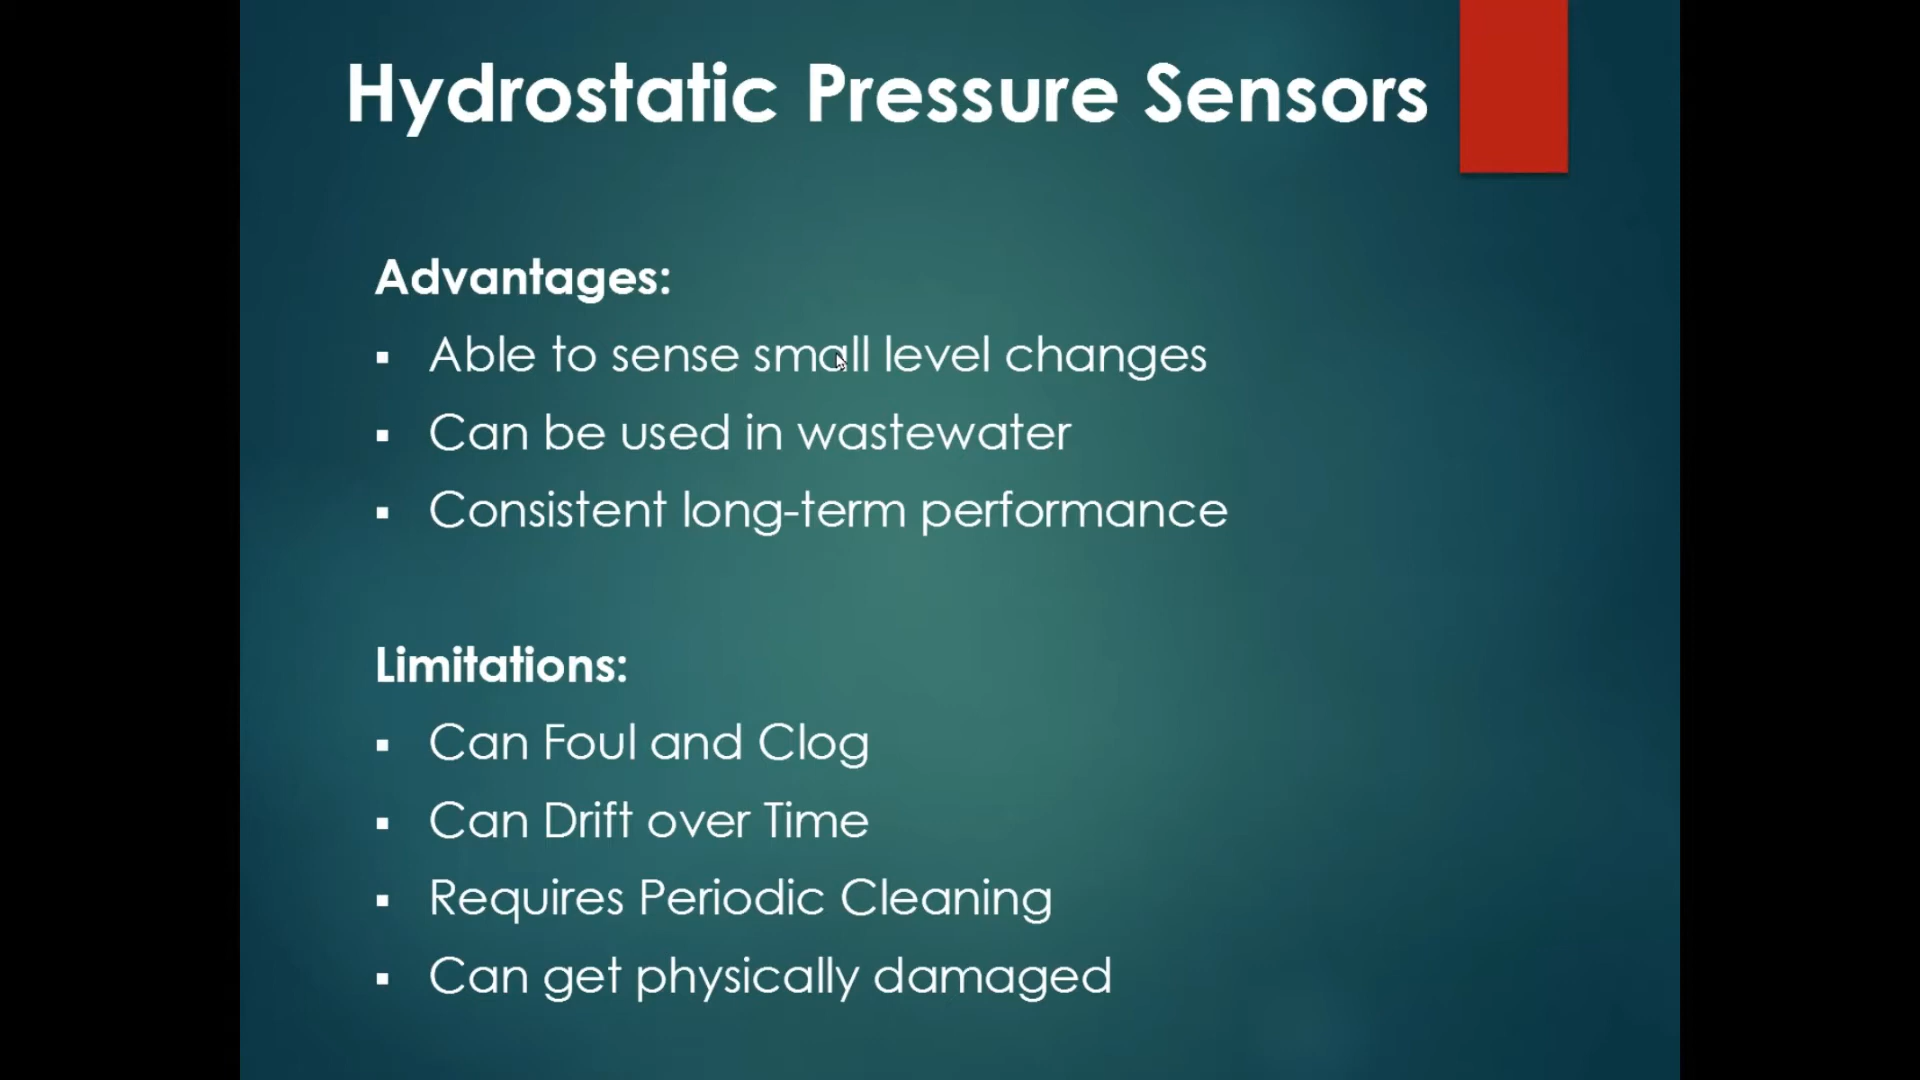 Hydrostatic Pressure Sensors
Advantages:
▪ Able to sense small level changes
▪ Can be used in wastewater
▪ Consistent long-term performance
Limitations:
▪ Can Foul and Clog
▪ Can Drift over Time
▪ Requires Periodic Cleaning
▪ Can get physically damaged